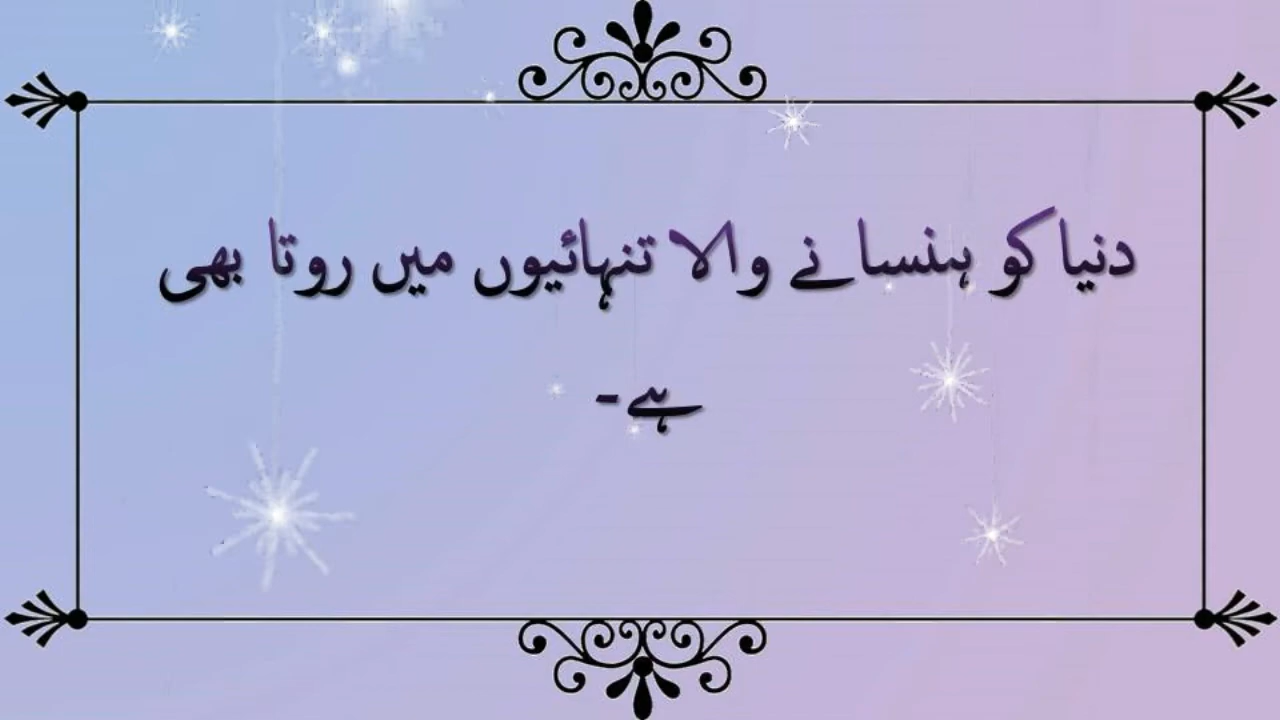 دنیا کو ہنسانے والا تنہائیوں میں روتا بھی
ہے۔